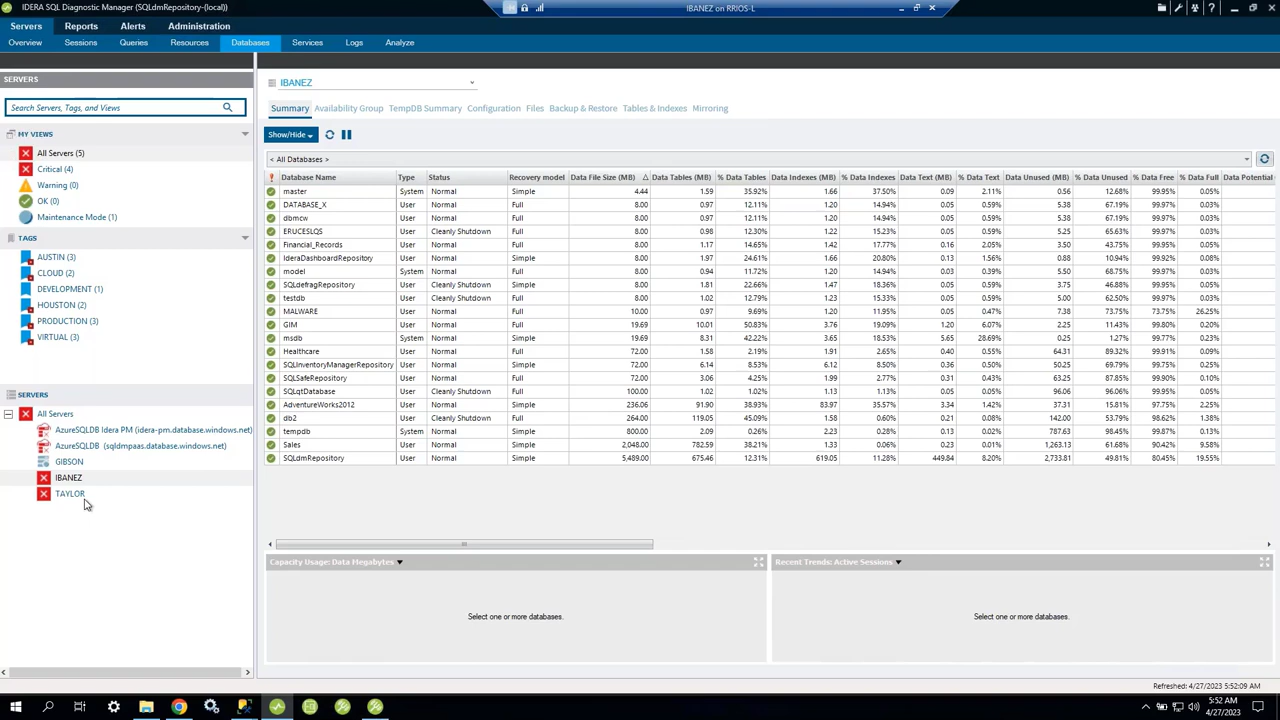 IDERA SQL Diagnostic Manager (SQLdmRepository-(local))
IBANEZ on RRIOS-L
Servers Reports Alerts Administration
Overview Sessions Queries Resources Databases Services Logs Analyze
SERVERS
Search Servers, Tags, and Views
MY VIEWS
All Servers (5)
Critical (4)
Warning (0)
OK (0)
Maintenance Mode (1)
TAGS
AUSTIN (3)
CLOUD (2)
DEVELOPMENT (1)
HOUSTON (2)
PRODUCTION (3)
VIRTUAL (3)
SERVERS
All Servers
AzureSQLDB Idera PM (idera-pm.database.windows.net)
AzureSQLDB (sqldmpaas.database.windows.net)
GIBSON
IBANEZ
TAYLOR
IBANEZ
Summary Availability Group TempDB Summary Configuration Files Backup & Restore Tables & Indexes Mirroring
Show/Hide
< All Databases >
Database Name Type Status Recovery model Data File Size (MB) Data Tables (MB) % Data Tables Data Indexes (MB) % Data Indexes Data Text (MB) % Data Text Data Unused (MB) % Data Unused % Data Free % Data Full Data Potential
master System Normal Simple 4.44 1.59 35.92% 1.66 37.50% 0.09 2.11% 0.56 12.68% 99.95% 0.05%
DATABASE_X User Normal Full 8.00 0.97 12.11% 1.20 14.94% 0.05 0.59% 5.38 67.19% 99.97% 0.03%
dbmcw User Normal Full 8.00 0.97 12.11% 1.20 14.94% 0.05 0.59% 5.38 67.19% 99.97% 0.03%
ERUCESLQS User Cleanly Shutdown Full 8.00 0.98 12.30% 1.22 15.23% 0.05 0.59% 5.25 65.63% 99.96% 0.04%
Financial_Records User Normal Full 8.00 1.17 14.65% 1.42 17.77% 0.16 2.05% 3.50 43.75% 99.95% 0.05%
IderaDashboardRepository User Normal Full 8.00 1.97 24.61% 1.66 20.80% 0.13 1.56% 0.88 10.94% 99.92% 0.08%
model System Normal Full 8.00 0.94 11.72% 1.20 14.94% 0.03 0.39% 5.50 68.75% 99.97% 0.03%
SQLdefragRepository User Cleanly Shutdown Simple 8.00 1.81 22.66% 1.47 18.36% 0.05 0.59% 3.75 46.88% 99.95% 0.05%
testdb User Cleanly Shutdown Full 8.00 1.02 12.79% 1.23 15.33% 0.05 0.59% 5.00 62.50% 99.96% 0.04%
MALWARE User Normal Full 10.00 0.97 9.69% 1.20 11.95% 0.05 0.47% 7.38 73.75% 73.75% 26.25%
GIM User Normal Full 19.69 10.01 50.83% 3.76 19.09% 1.20 6.07% 2.25 11.43% 99.80% 0.20%
msdb System Normal Simple 19.69 8.31 42.22% 3.65 18.53% 5.65 28.69% 0.25 1.27% 99.77% 0.23%
Healthcare User Normal Full 72.00 1.58 2.19% 1.91 2.65% 0.40 0.55% 64.31 89.32% 99.91% 0.09%
SQLInventoryManagerRepository User Normal Simple 72.00 6.14 8.53% 6.12 8.50% 0.36 0.50% 50.25 69.79% 99.75% 0.25%
SQLSafeRepository User Normal Full 72.00 3.06 4.25% 1.99 2.77% 0.31 0.43% 63.25 87.85% 99.90% 0.10%
SQLqtDatabase User Cleanly Shutdown Full 100.00 1.02 1.02% 1.13 1.13% 0.05 0.05% 96.06 96.06% 99.95% 0.05%
AdventureWorks2012 User Normal Simple 236.06 91.90 38.93% 83.97 35.57% 3.34 1.42% 37.31 15.81% 97.75% 2.25%
db2 User Cleanly Shutdown Full 264.00 119.05 45.09% 1.58 0.60% 0.21 0.08% 142.00 53.79% 98.62% 1.38%
tempdb System Normal Simple 800.00 2.09 0.26% 2.23 0.28% 0.13 0.02% 787.63 98.45% 99.87% 0.13%
Sales User Normal Simple 2,048.00 782.59 38.21% 1.33 0.06% 0.23 0.01% 1,263.13 61.68% 90.42% 9.58%
SQLdmRepository User Normal Simple 5,489.00 675.46 12.31% 619.05 11.28% 449.84 8.20% 2,733.81 49.81% 80.45% 19.55%
Capacity Usage: Data Megabytes Recent Trends: Active Sessions
Select one or more databases. Select one or more databases.
Refreshed: 4/27/2023 5:52:09 AM
5:52 AM
4/27/2023